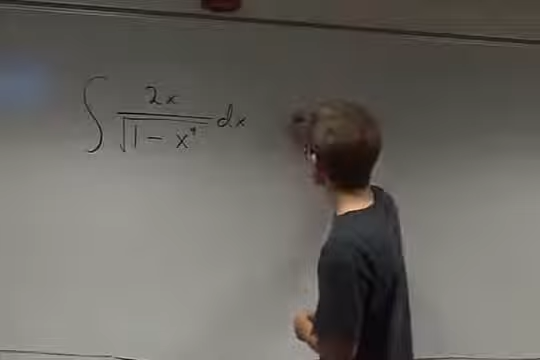 ∫ 2x / √(1 - x⁴) dx